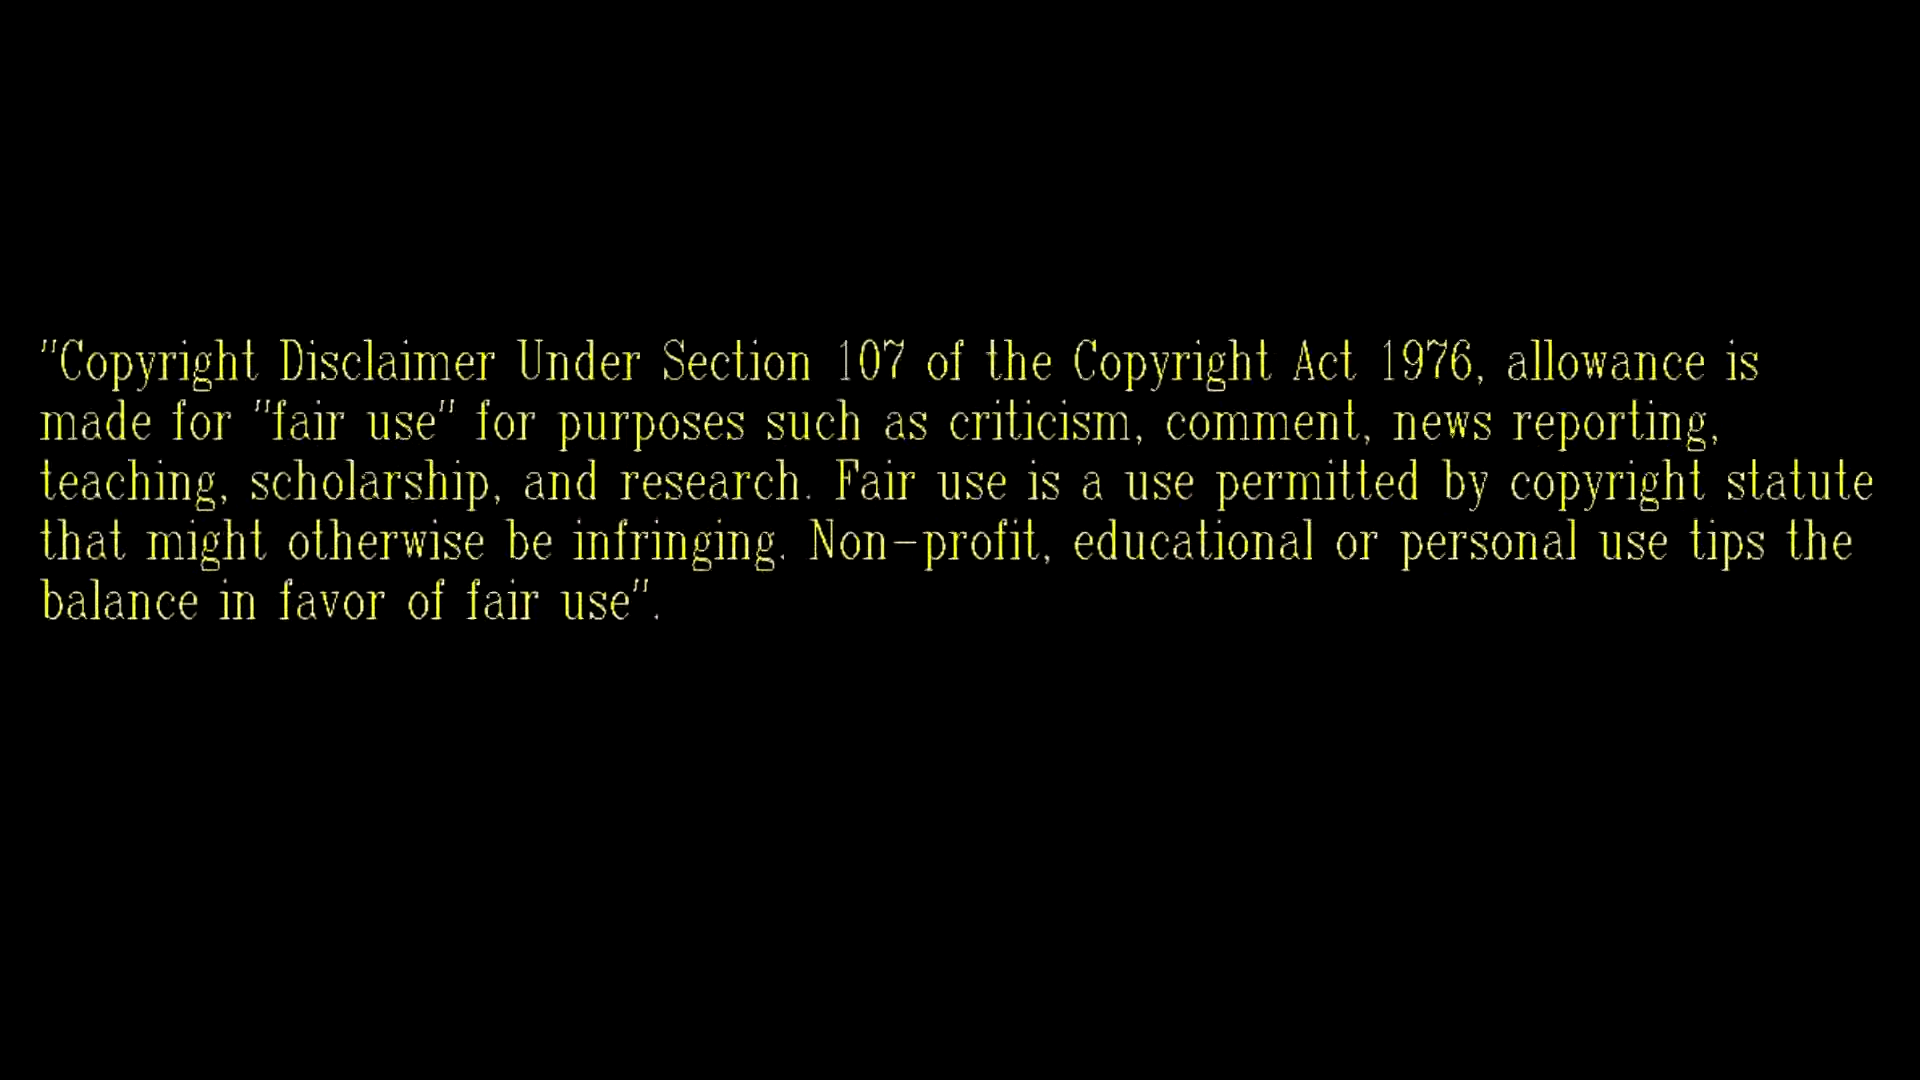 "Copyright Disclaimer Under Section 107 of the Copyright Act 1976, allowance is
made for "fair use" for purposes such as criticism, comment, news reporting,
teaching, scholarship, and research. Fair use is a use permitted by copyright statute
that might otherwise be infringing. Non-profit, educational or personal use tips the
balance in favor of fair use".